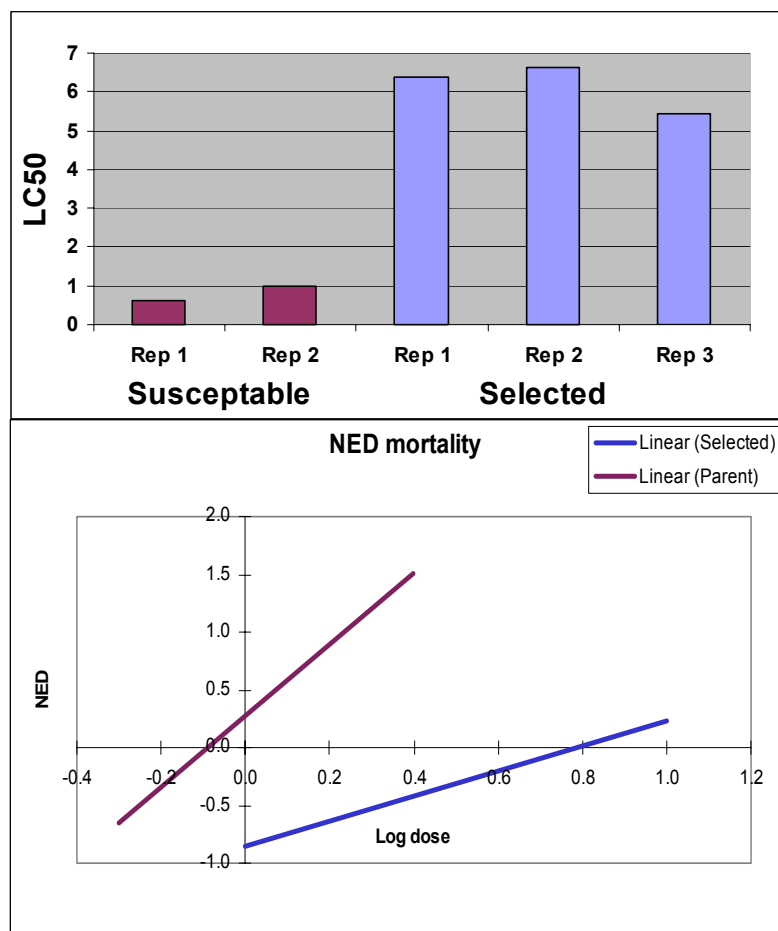 7
6
5
4
3
2
1
0
LC50
Rep 1 Rep 2 Rep 1 Rep 2 Rep 3
Susceptable Selected
NED mortality
Linear (Selected)
Linear (Parent)
2.0
1.5
1.0
0.5
0.0
-0.5
-1.0
NED
-0.4 -0.2 0.0 0.2 0.4 0.6 0.8 1.0 1.2
Log dose